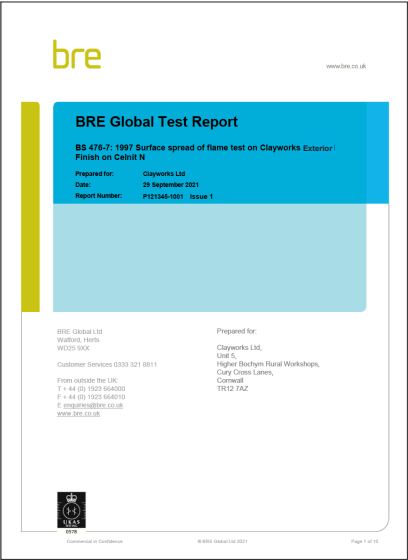 bre
www.bre.co.uk
BRE Global Test Report
BS 476-7: 1997 Surface spread of flame test on Clayworks Exterior
Finish on Celnit N
Prepared for: Clayworks Ltd
Date: 29 September 2021
Report Number: P121245-1001 Issue 1
BRE Global Ltd
Watford, Herts
WD25 9XX
Customer Services 0333 321 8811
From outside the UK:
T + 44 (0) 1923 664000
F + 44 (0) 1923 664010
E enquiries@bre.co.uk
www.bre.co.uk
Prepared for:
Clayworks Ltd,
Unit 5,
Higher Bochym Rural Workshops,
Cury Cross Lanes,
Cornwall
TR12 7AZ
UKAS
TESTING
0578
Commercial in Confidence
© BRE Global Ltd 2021
Page 1 of 15